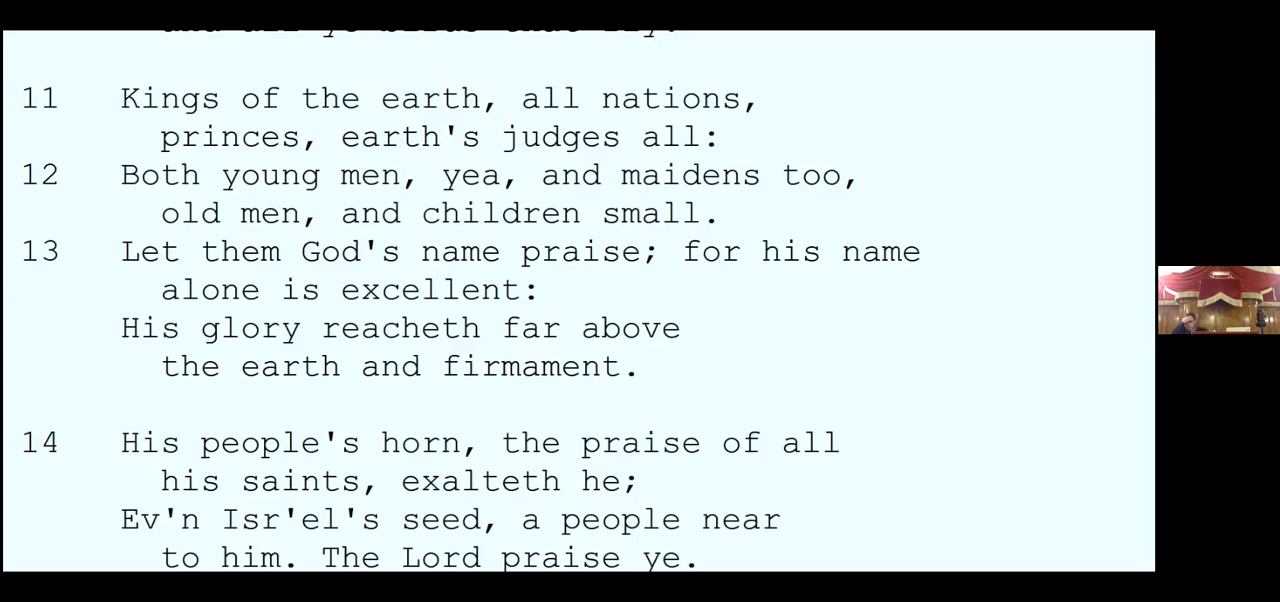 11 Kings of the earth, all nations,
princes, earth's judges all:
12 Both young men, yea, and maidens too,
old men, and children small.
13 Let them God's name praise; for his name
alone is excellent:
His glory reacheth far above
the earth and firmament.
14 His people's horn, the praise of all
his saints, exalteth he;
Ev'n Isr'el's seed, a people near
to him. The Lord praise ye.